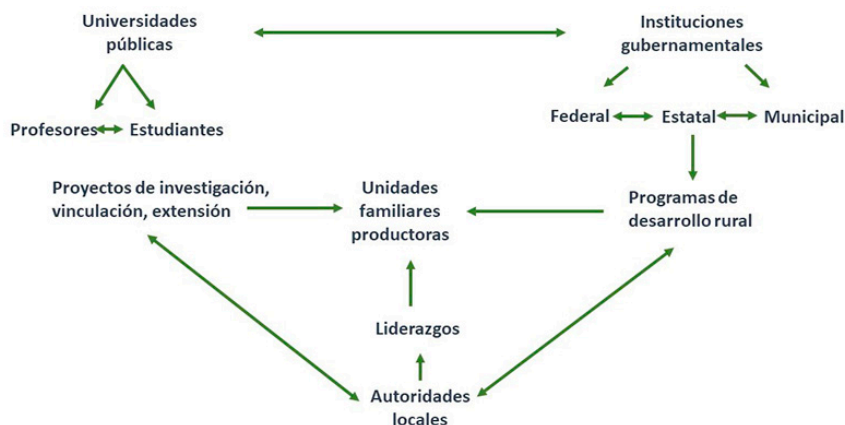 Universidades
públicas
Instituciones
gubernamentales
Profesores
Estudiantes
Federal
Estatal
Municipal
Proyectos de investigación,
vinculación, extensión
Unidades
familiares
productoras
Programas de
desarrollo rural
Liderazgos
Autoridades
locales